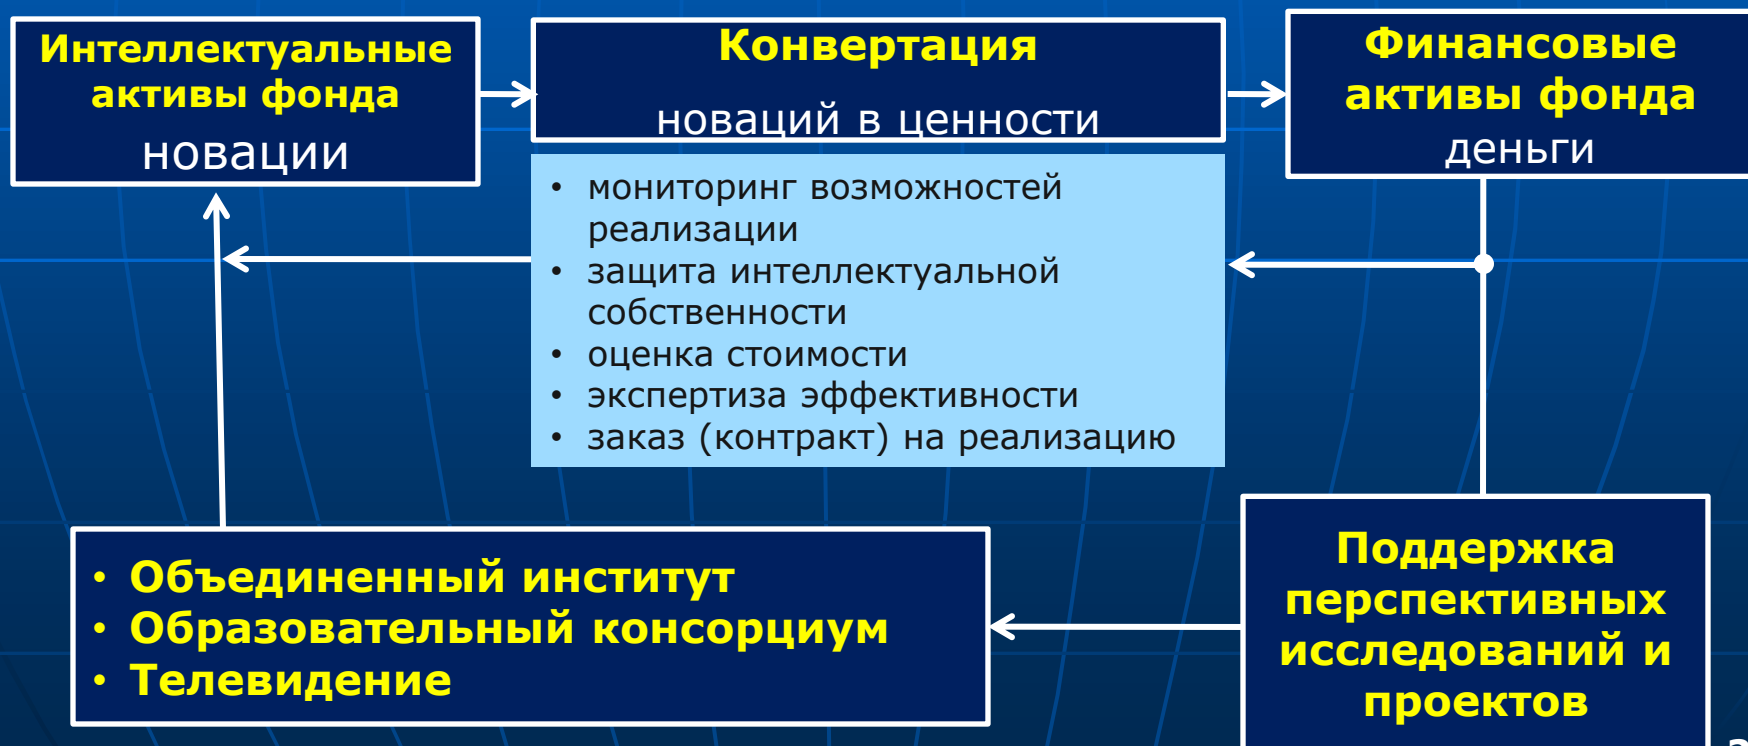 Интеллектуальные
активы фонда
новации
Конвертация
новаций в ценности
Финансовые
активы фонда
деньги
• мониторинг возможностей
реализации
• защита интеллектуальной
собственности
• оценка стоимости
• экспертиза эффективности
• заказ (контракт) на реализацию
• Объединенный институт
• Образовательный консорциум
• Телевидение
Поддержка
перспективных
исследований и
проектов